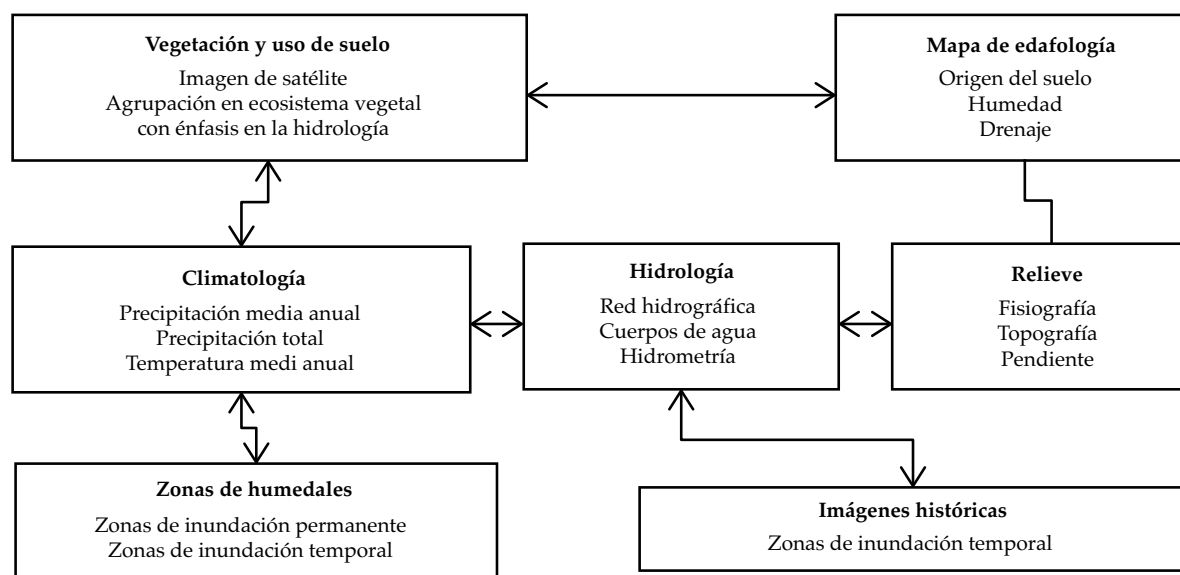 Vegetación y uso de suelo
Imagen de satélite
Agrupación en ecosistema vegetal
con énfasis en la hidrología
Mapa de edafología
Origen del suelo
Humedad
Drenaje
Climatología
Precipitación media anual
Precipitación total
Temperatura medi anual
Hidrología
Red hidrográfica
Cuerpos de agua
Hidrometría
Relieve
Fisiografía
Topografía
Pendiente
Zonas de humedales
Zonas de inundación permanente
Zonas de inundación temporal
Imágenes históricas
Zonas de inundación temporal